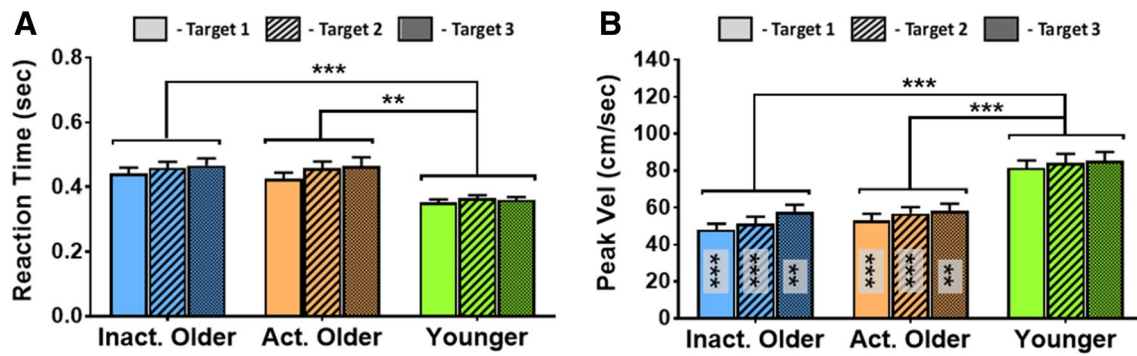 A
- Target 1 - Target 2 - Target 3
Reaction Time (sec)
0.8
0.6
0.4
0.2
0.0
***
**
Inact. Older Act. Older Younger
B
- Target 1 - Target 2 - Target 3
Peak Vel (cm/sec)
140
120
100
80
60
40
20
0
***
***
*** *** ** *** *** **
Inact. Older Act. Older Younger